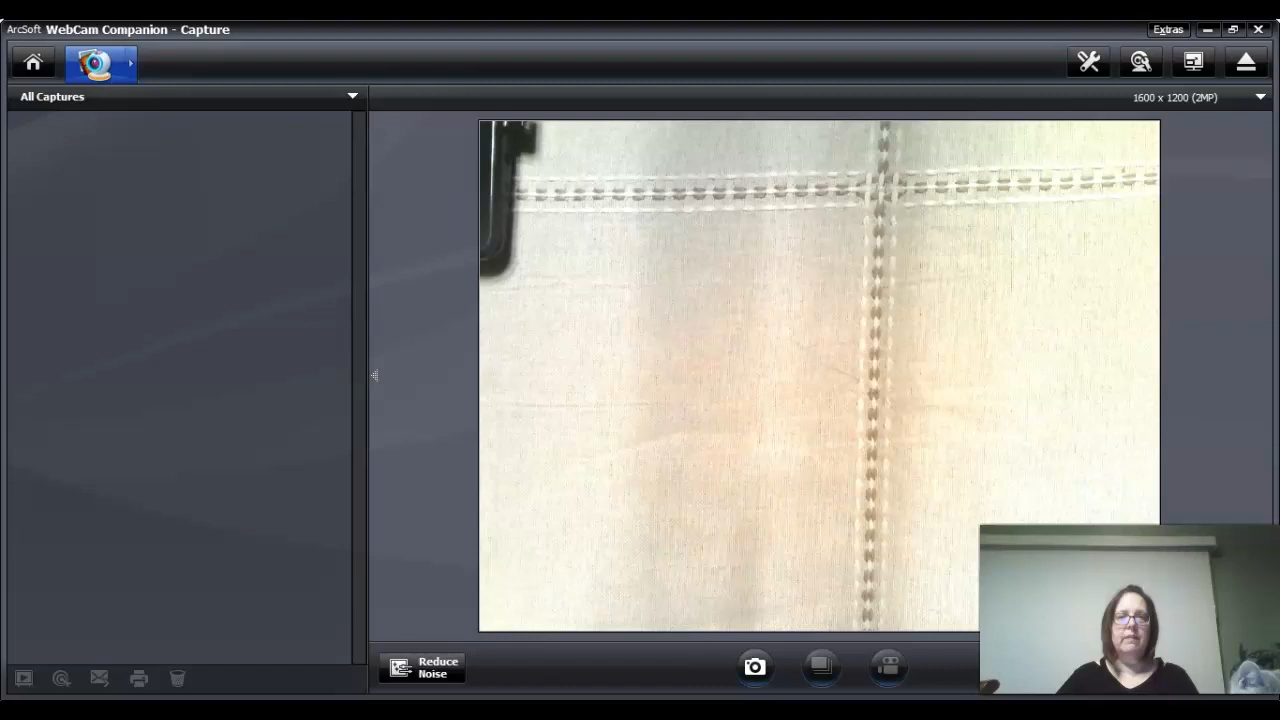 ArcSoft WebCam Companion - Capture
Extras
All Captures
1600 x 1200 (2MP)
Reduce
Noise